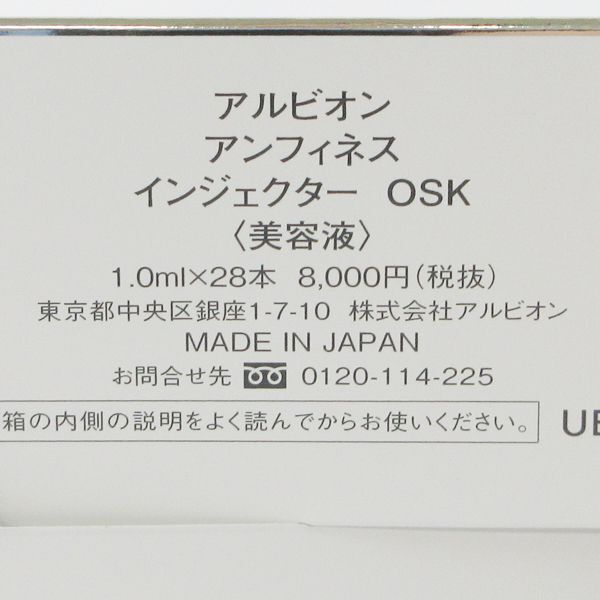 アルビオン
アンフィネス
インジェクター OSK
〈美容液〉
1.0ml×28本 8,000円（税抜）
東京都中央区銀座1-7-10 株式会社アルビオン
MADE IN JAPAN
お問合せ先 0120-114-225
箱の内側の説明をよく読んでからお使いください。